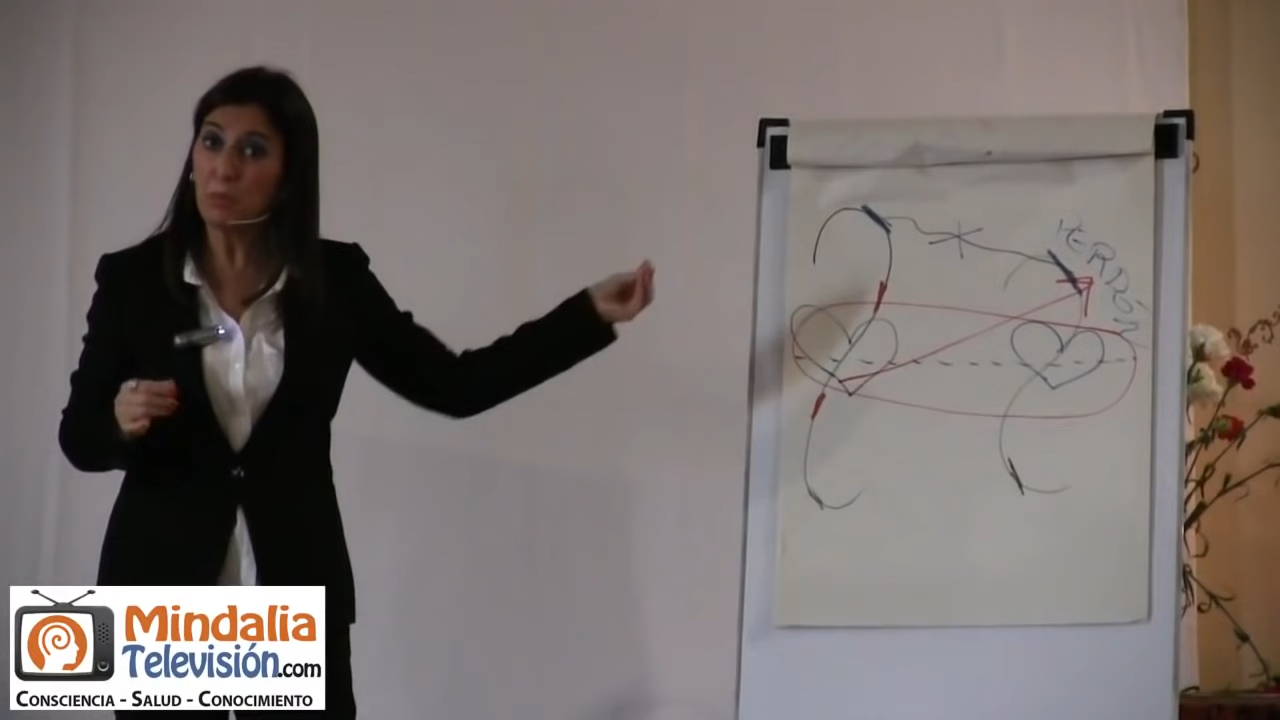 PERDÓN
Mindalia
Televisión.com
CONSCIENCIA - SALUD - CONOCIMIENTO